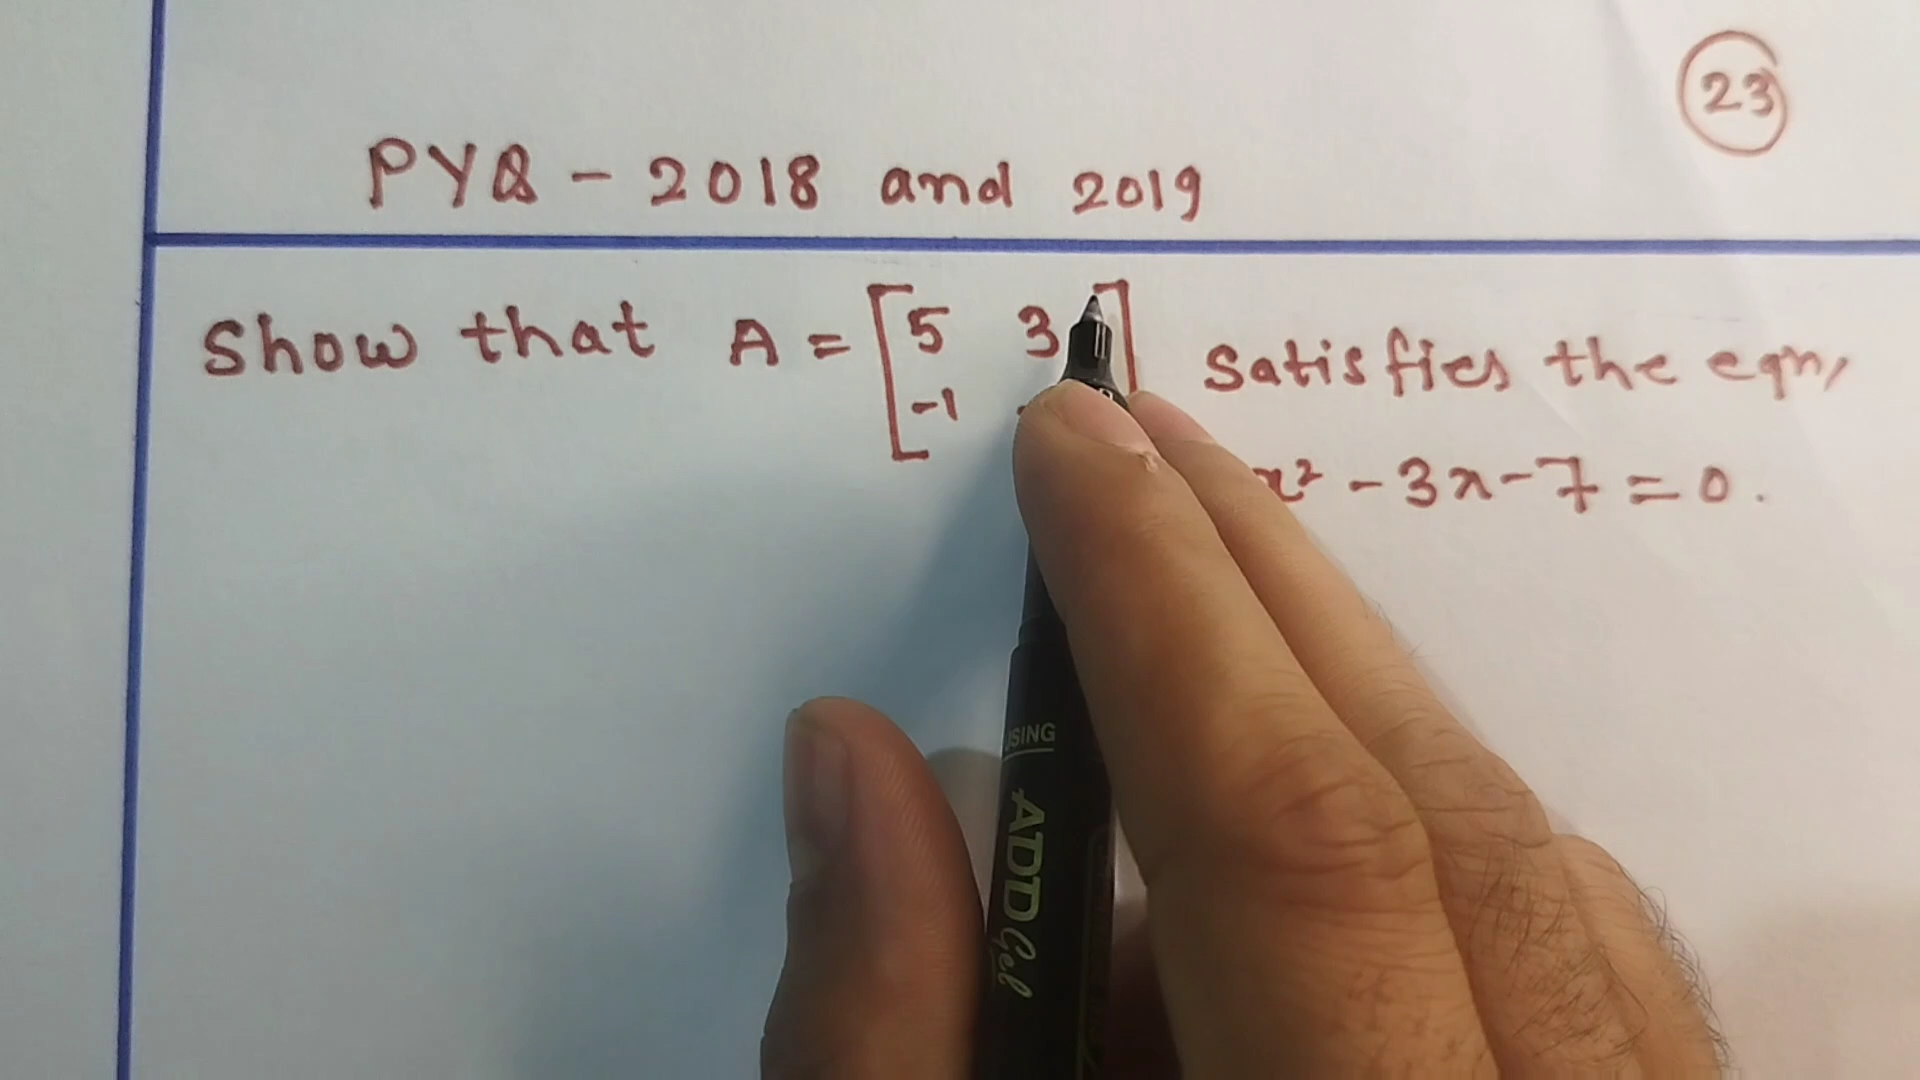 23
PYQ - 2018 and 2019
Show that A = [5 3]  satisfies the eqn,
[-1
x² - 3x - 7 = 0.
USING
ADD Gel